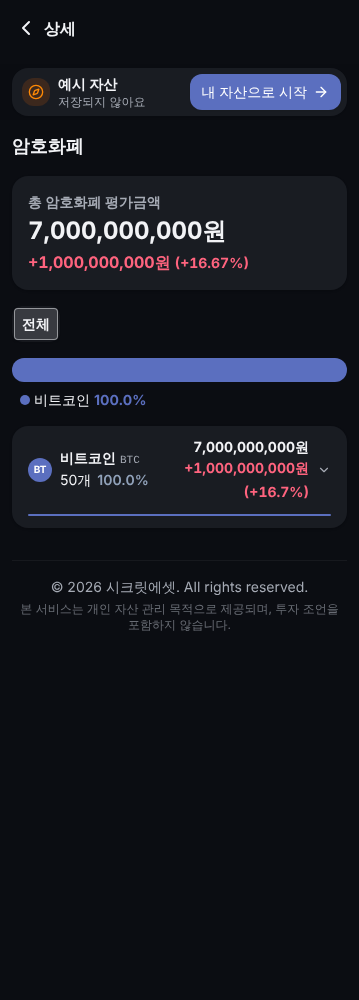 상세
예시 자산
저장되지 않아요
내 자산으로 시작
암호화폐
총 암호화폐 평가금액
7,000,000,000원
+1,000,000,000원 (+16.67%)
전체
비트코인 100.0%
BT
비트코인 BTC
50개 100.0%
7,000,000,000원
+1,000,000,000원
(+16.7%)
© 2026 시크릿에셋. All rights reserved.
본 서비스는 개인 자산 관리 목적으로 제공되며, 투자 조언을
포함하지 않습니다.